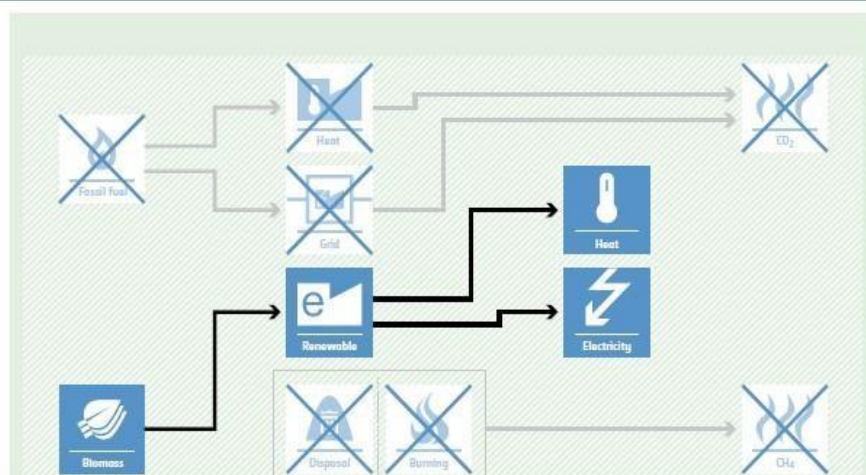 Heat
CO₂
Fossil fuel
Grid
Heat
e
Renewable
Electricity
Biomass
Disposal
Burning
CH₄